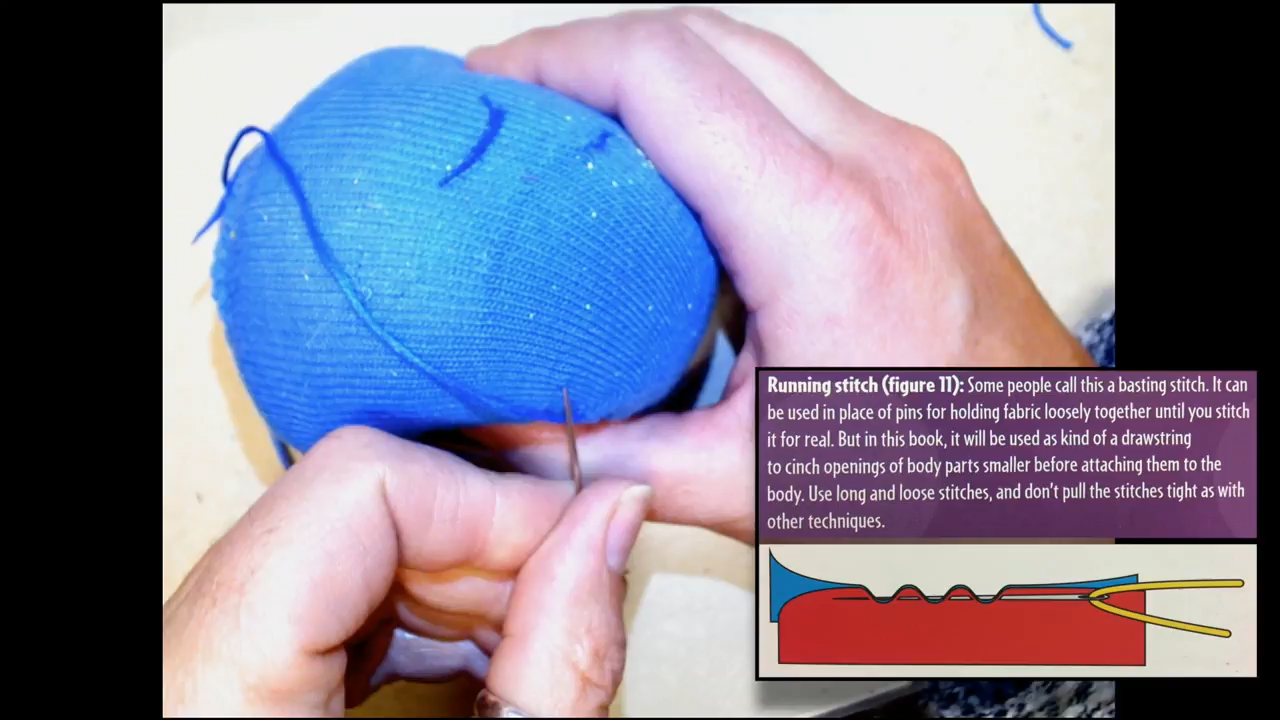 Running stitch (figure 11): Some people call this a basting stitch. It can
be used in place of pins for holding fabric loosely together until you stitch
it for real. But in this book, it will be used as kind of a drawstring
to cinch openings of body parts smaller before attaching them to the
body. Use long and loose stitches, and don't pull the stitches tight as with
other techniques.